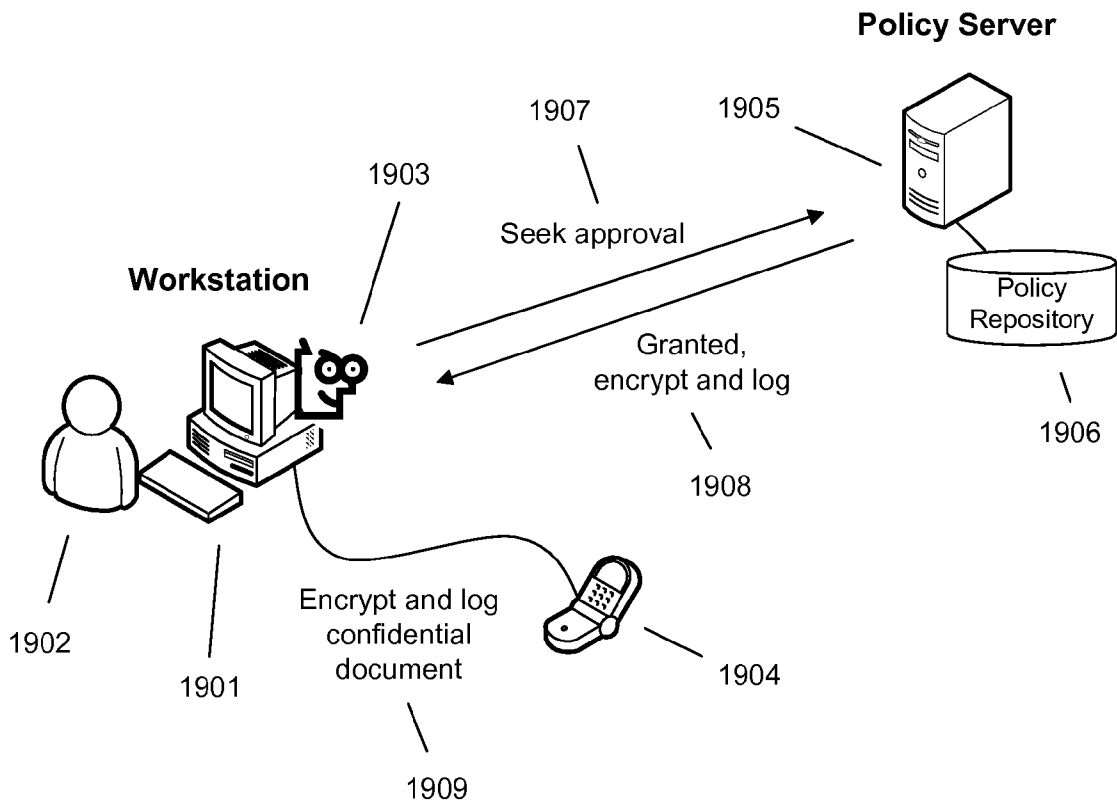 Policy Server
1907
1905
1903
Seek approval
Workstation
Policy
Repository
Granted,
encrypt and log
1906
1908
Encrypt and log
confidential
document
1902
1901
1904
1909